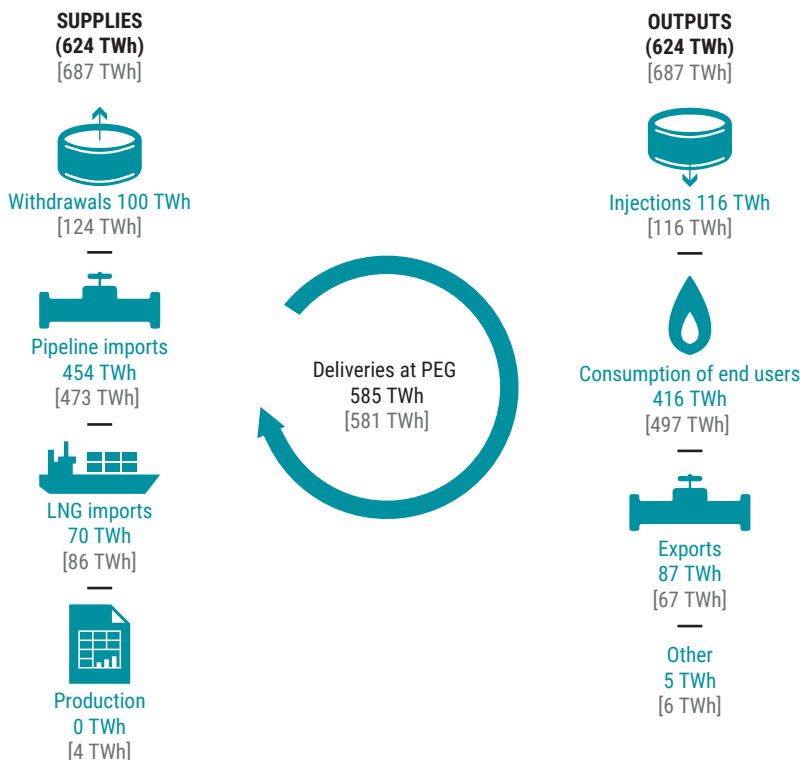 SUPPLIES
(624 TWh)
[687 TWh]
Withdrawals 100 TWh
[124 TWh]
Pipeline imports
454 TWh
[473 TWh]
LNG imports
70 TWh
[86 TWh]
Production
0 TWh
[4 TWh]
Deliveries at PEG
585 TWh
[581 TWh]
OUTPUTS
(624 TWh)
[687 TWh]
Injections 116 TWh
[116 TWh]
Consumption of end users
416 TWh
[497 TWh]
Exports
87 TWh
[67 TWh]
Other
5 TWh
[6 TWh]